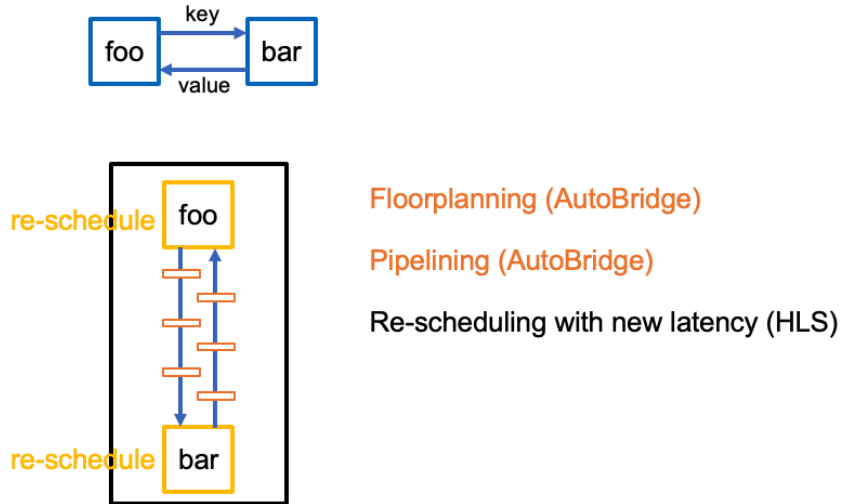 key
foo
bar
value
re-schedule
foo
Floorplanning (AutoBridge)
Pipelining (AutoBridge)
Re-scheduling with new latency (HLS)
re-schedule
bar